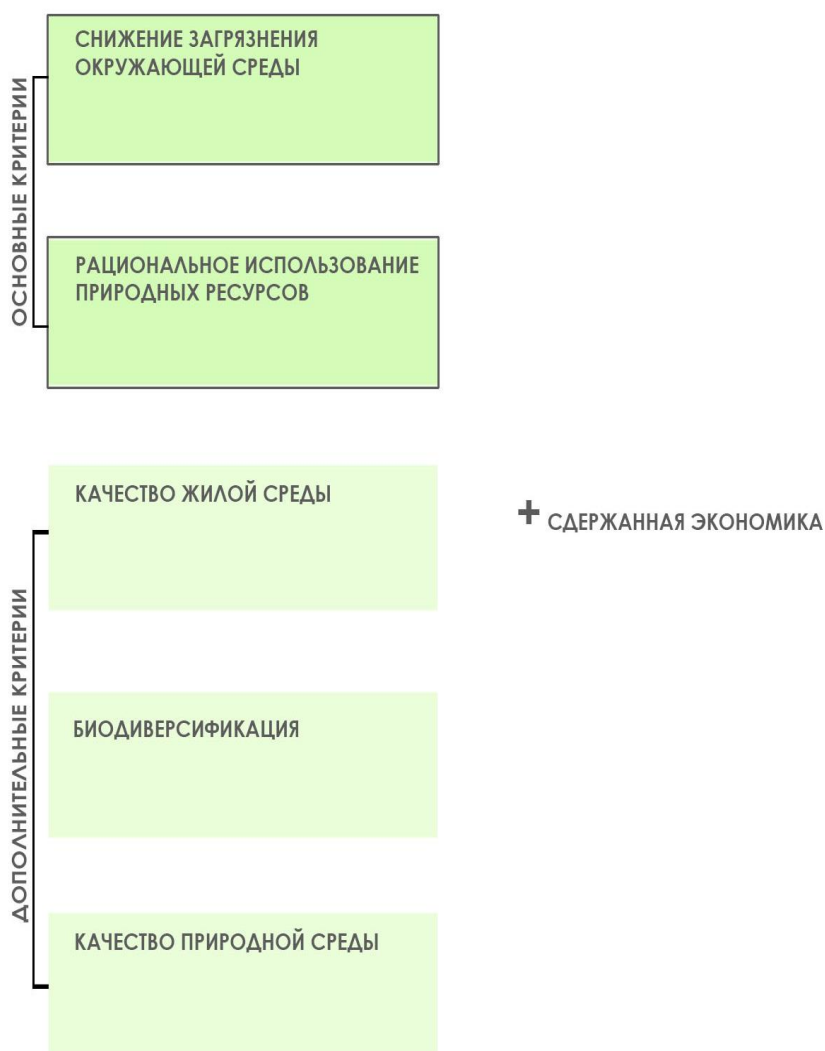 ОСНОВНЫЕ КРИТЕРИИ
СНИЖЕНИЕ ЗАГРЯЗНЕНИЯ
ОКРУЖАЮЩЕЙ СРЕДЫ
РАЦИОНАЛЬНОЕ ИСПОЛЬЗОВАНИЕ
ПРИРОДНЫХ РЕСУРСОВ
ДОПОЛНИТЕЛЬНЫЕ КРИТЕРИИ
КАЧЕСТВО ЖИЛОЙ СРЕДЫ
+ СДЕРЖАННАЯ ЭКОНОМИКА
БИОДИВЕРСИФИКАЦИЯ
КАЧЕСТВО ПРИРОДНОЙ СРЕДЫ